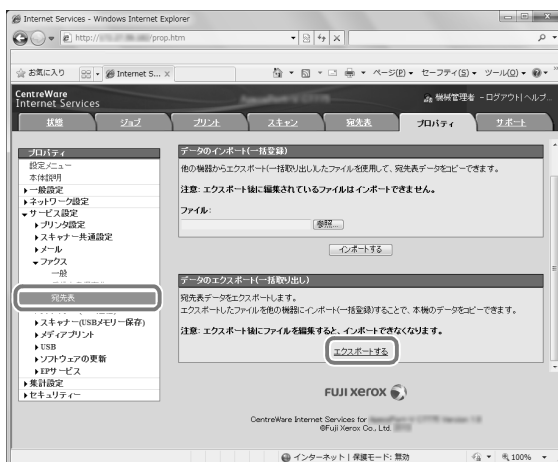 Internet Services - Windows Internet Explorer
http:// /prop.htm
お気に入り
Internet S...
ページ(P)
セーフティ(S)
ツール(O)
CentreWare
Internet Services
機械管理者 - ログアウト | ヘルプ...
状態
ジョブ
プリント
スキャン
宛先表
プロパティ
サポート
プロパティ
設定メニュー
本体説明
一般設定
ネットワーク設定
サービス設定
プリンタ設定
スキャナー共通設定
メール
ファクス
一般
宛先表
スキャナー(USBメモリー保存)
メディアプリント
USB
ソフトウェアの更新
EPサービス
集計設定
セキュリティー
データのインポート(一括登録)
他の機器からエクスポート(一括取り出し)したファイルを使用して、宛先表データをコピーできます。
注意: エクスポート後に編集されているファイルはインポートできません。
ファイル:
参照...
インポートする
データのエクスポート(一括取り出し)
宛先表データをエクスポートします。
エクスポートしたファイルを他の機器にインポート(一括登録)することで、本機のデータをコピーできます。
注意: エクスポート後にファイルを編集すると、インポートできなくなります。
エクスポートする
FUJI XEROX
CentreWare Internet Services for
©Fuji Xerox Co., Ltd.
インターネット | 保護モード: 無効
100%